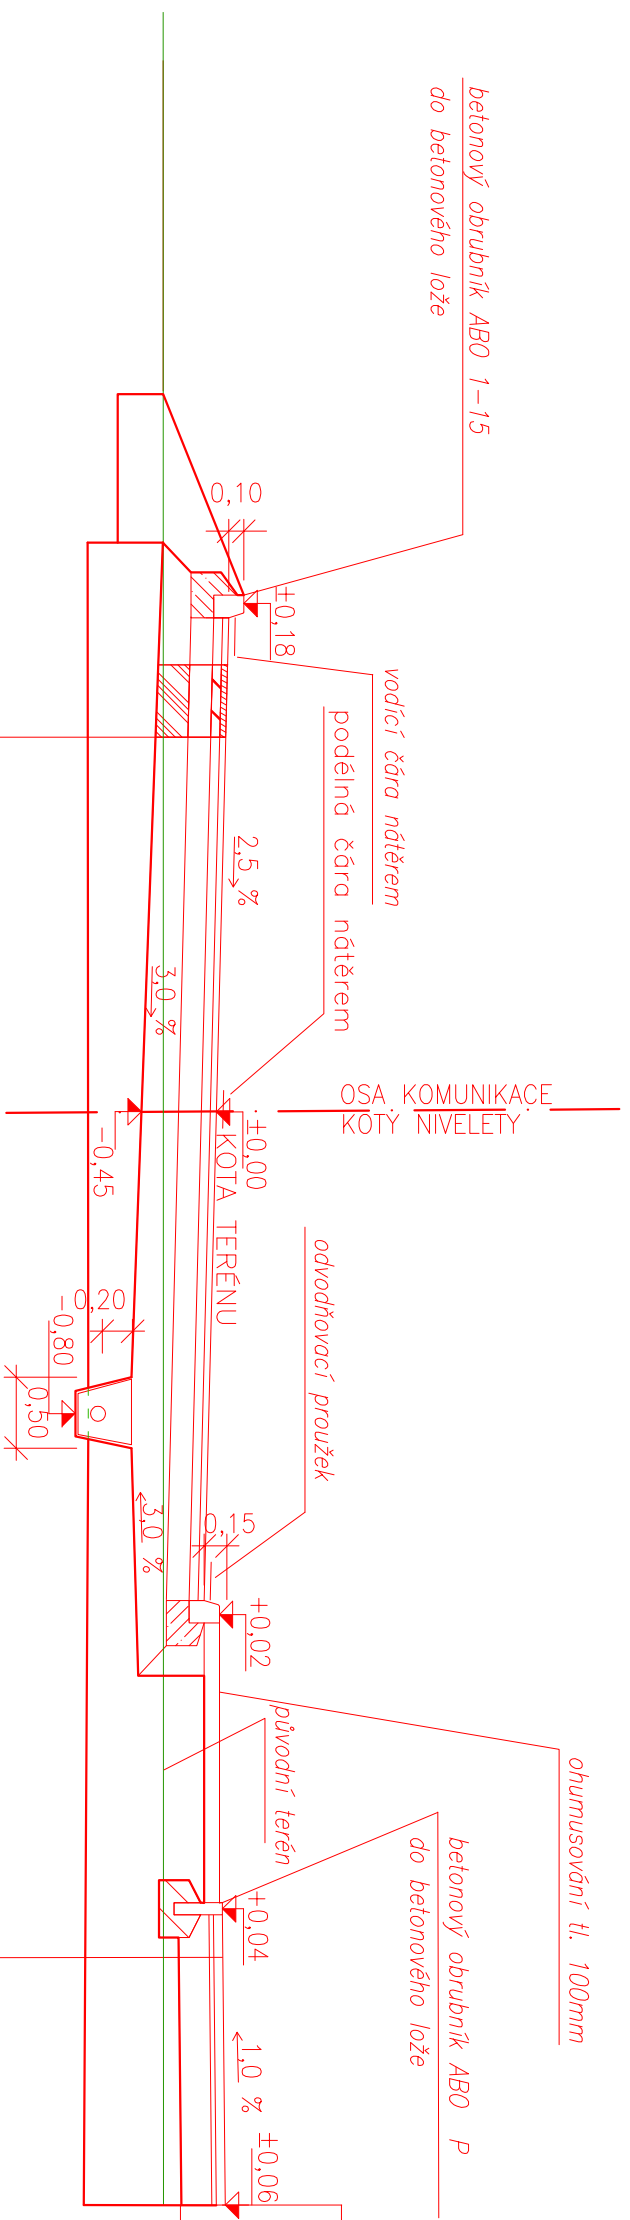 betonový obrubník ABO 1-15
do betonového lože
0,10
±0,18
vodící čára nátěrem
podélná čára nátěrem
2,5 %
3,0 %
OSA KOMUNIKACE
KOTY NIVELETY
±0,00
KOTA TERÉNU
-0,45
odvodňovací proužek
0,20
-0,80
0,50
3,0 %
0,15
+0,02
ohumusování tl. 100mm
původní terén
betonový obrubník ABO P
do betonového lože
+0,04
1,0 %
±0,06